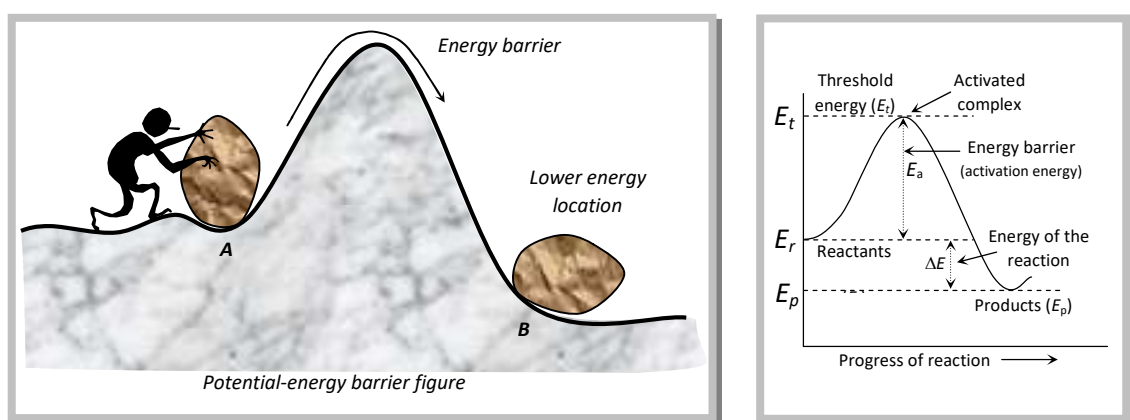 Energy barrier
Lower energy
location
A
B
Potential-energy barrier figure
Threshold
energy (Et)
Activated
complex
Et
Energy barrier
(activation energy)
Ea
Er
Reactants
Energy of the
reaction
ΔE
Ep
Products (Ep)
Progress of reaction